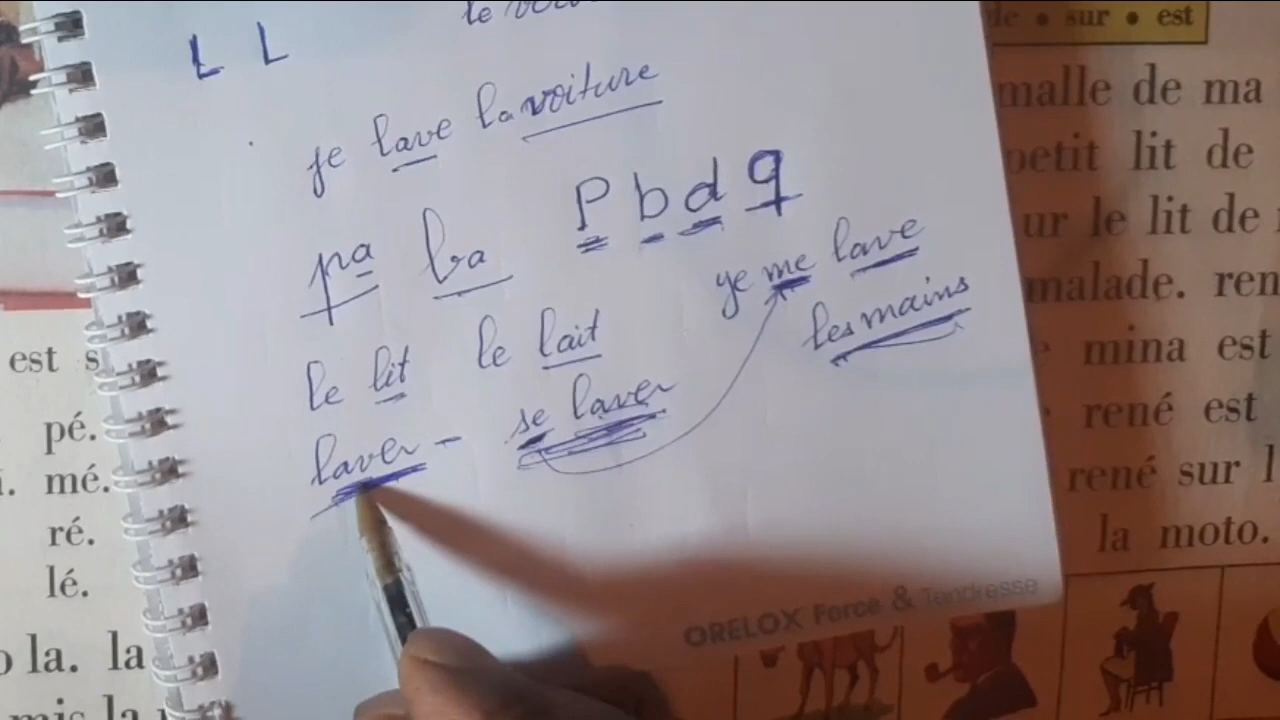 le
L L
je lave la voiture
pa ba P b d q
je me lave
les mains
le lit le lait
laver - se laver
ORELOX Force & Tendresse
est
pé.
mé.
ré.
lé.
la. la
la
• sur • est
malle de ma
petit lit de
ur le lit de
malade. ren
mina est
rené est
rené sur l
la moto.